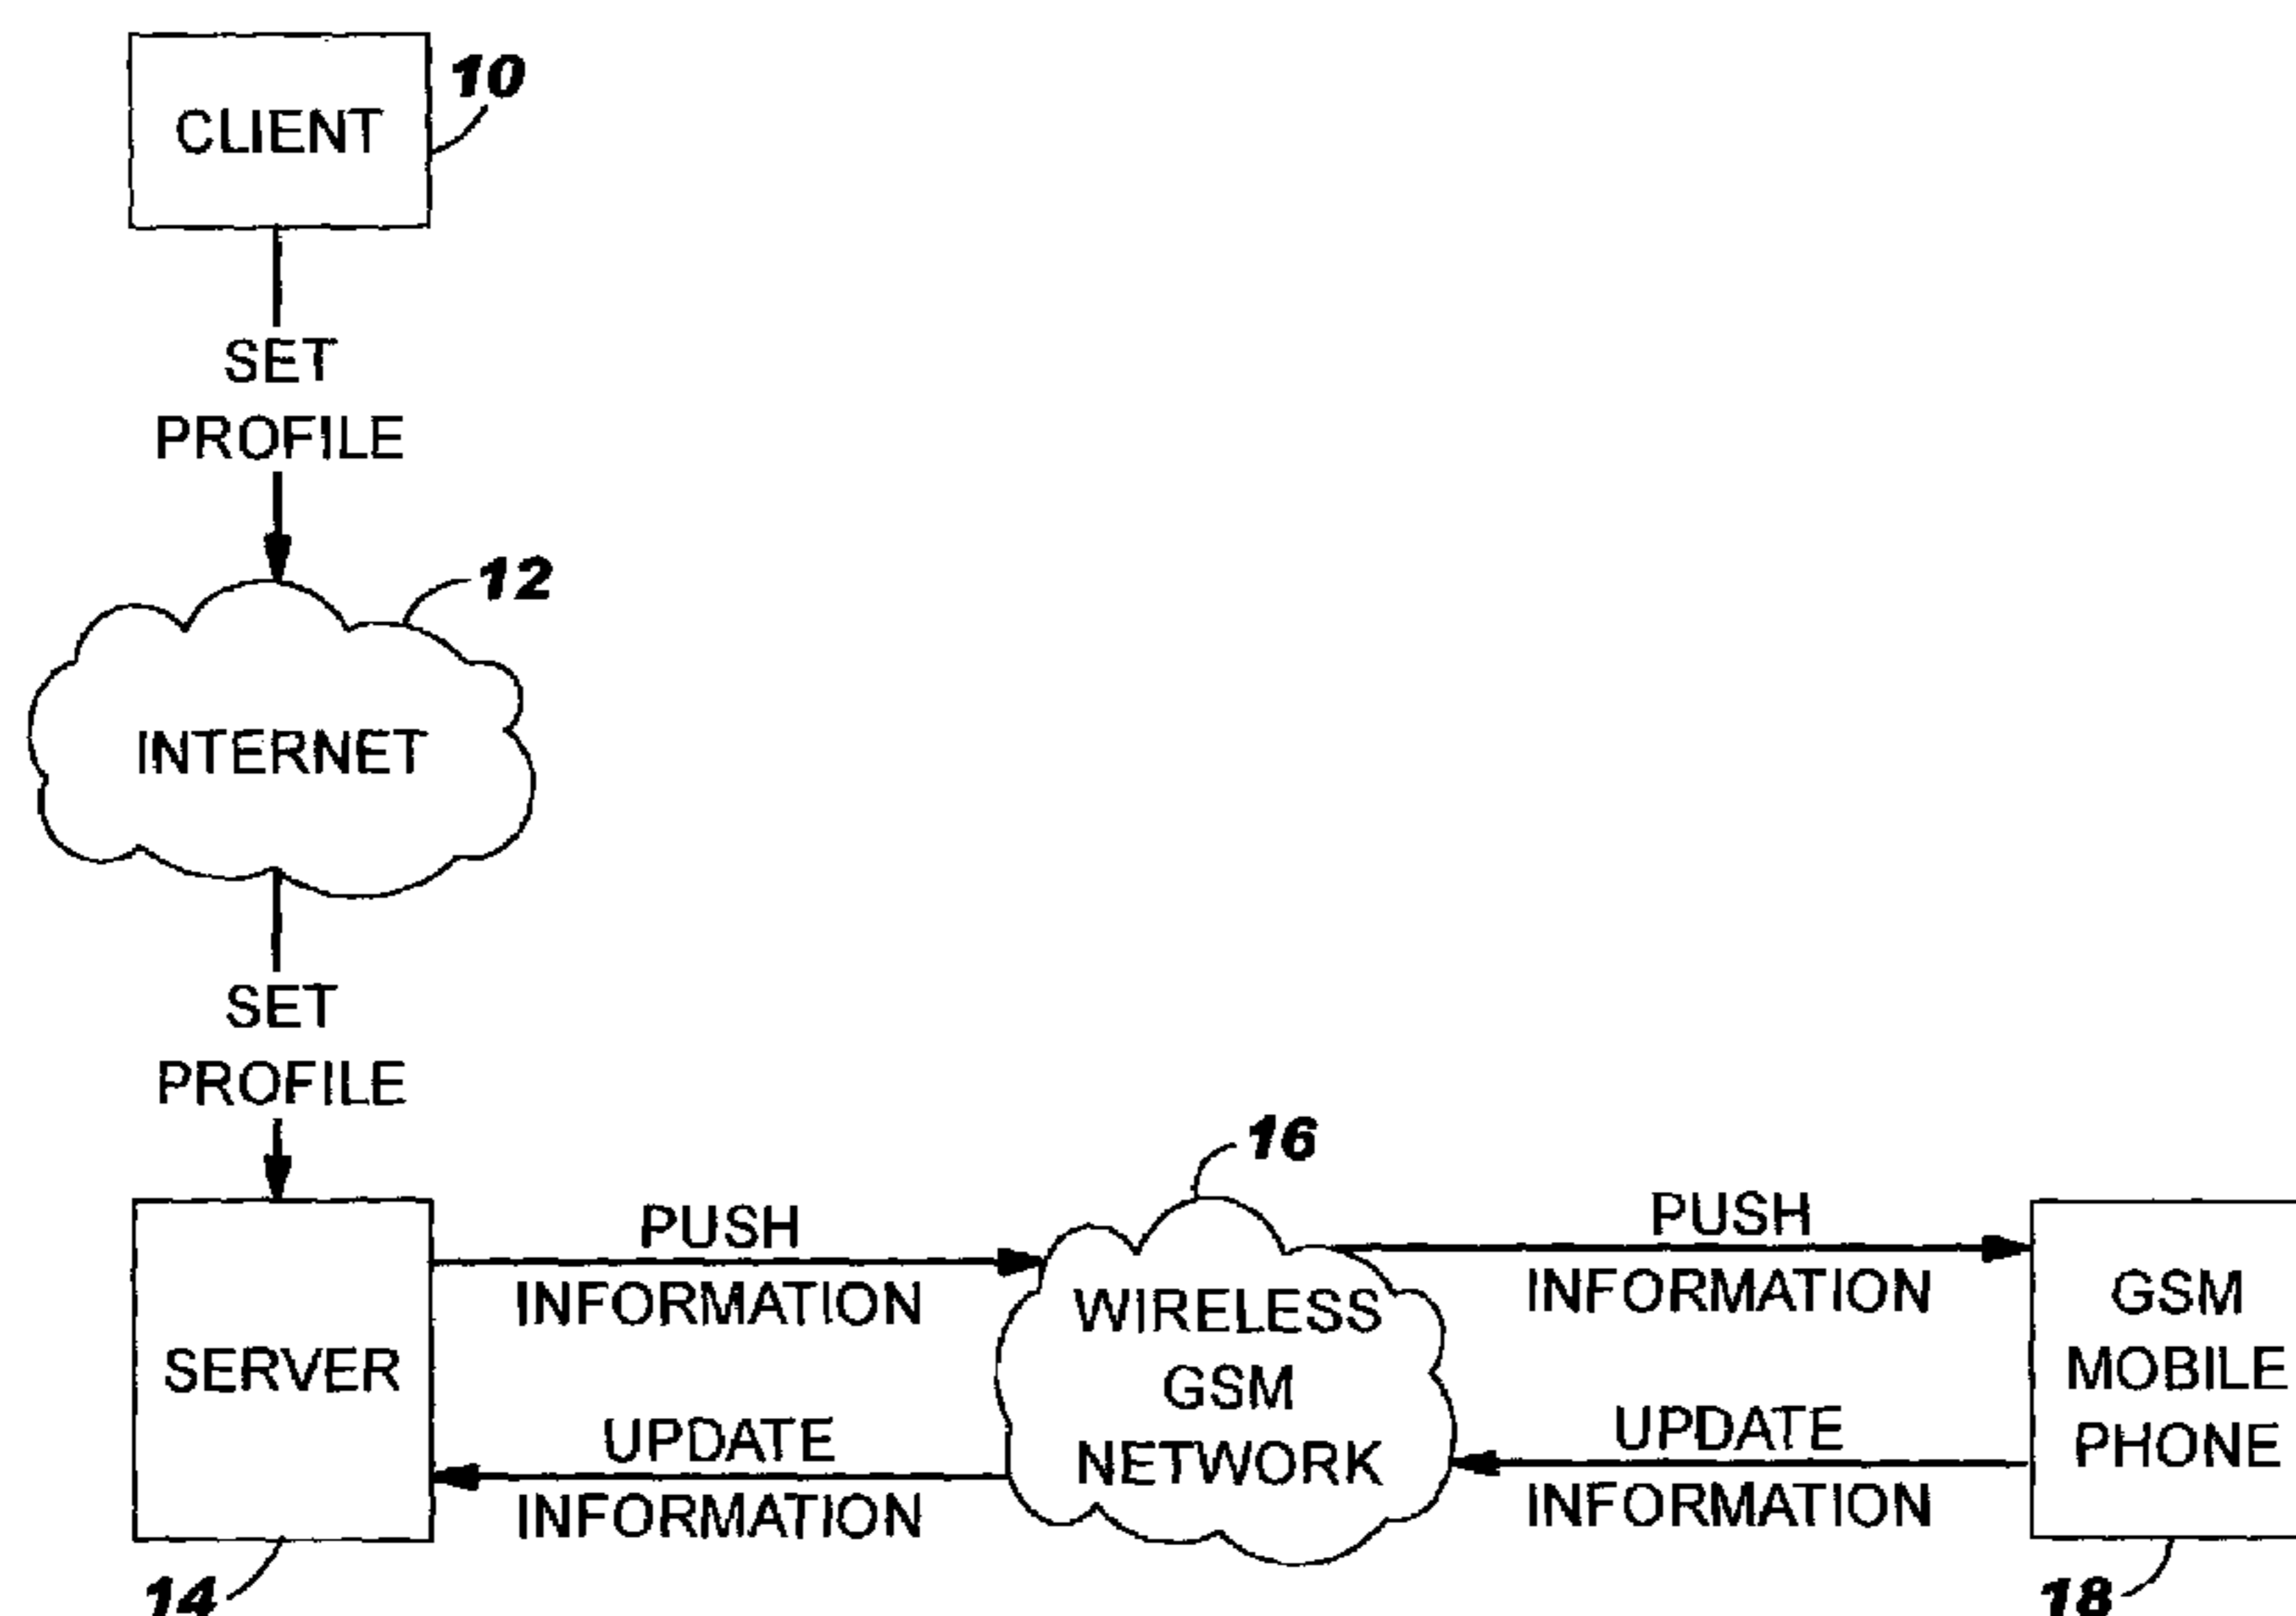 CLIENT
10
SET
PROFILE
12
INTERNET
SET
PROFILE
16
PUSH
INFORMATION
PUSH
INFORMATION
SERVER
WIRELESS
GSM
NETWORK
GSM
MOBILE
PHONE
UPDATE
INFORMATION
UPDATE
INFORMATION
14
18